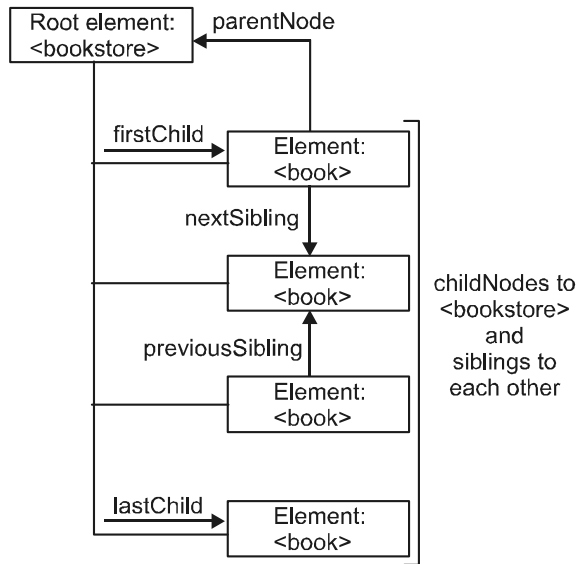 Root element:
<bookstore>
parentNode
firstChild
Element:
<book>
nextSibling
Element:
<book>
previousSibling
Element:
<book>
lastChild
Element:
<book>
childNodes to
<bookstore>
and
siblings to
each other